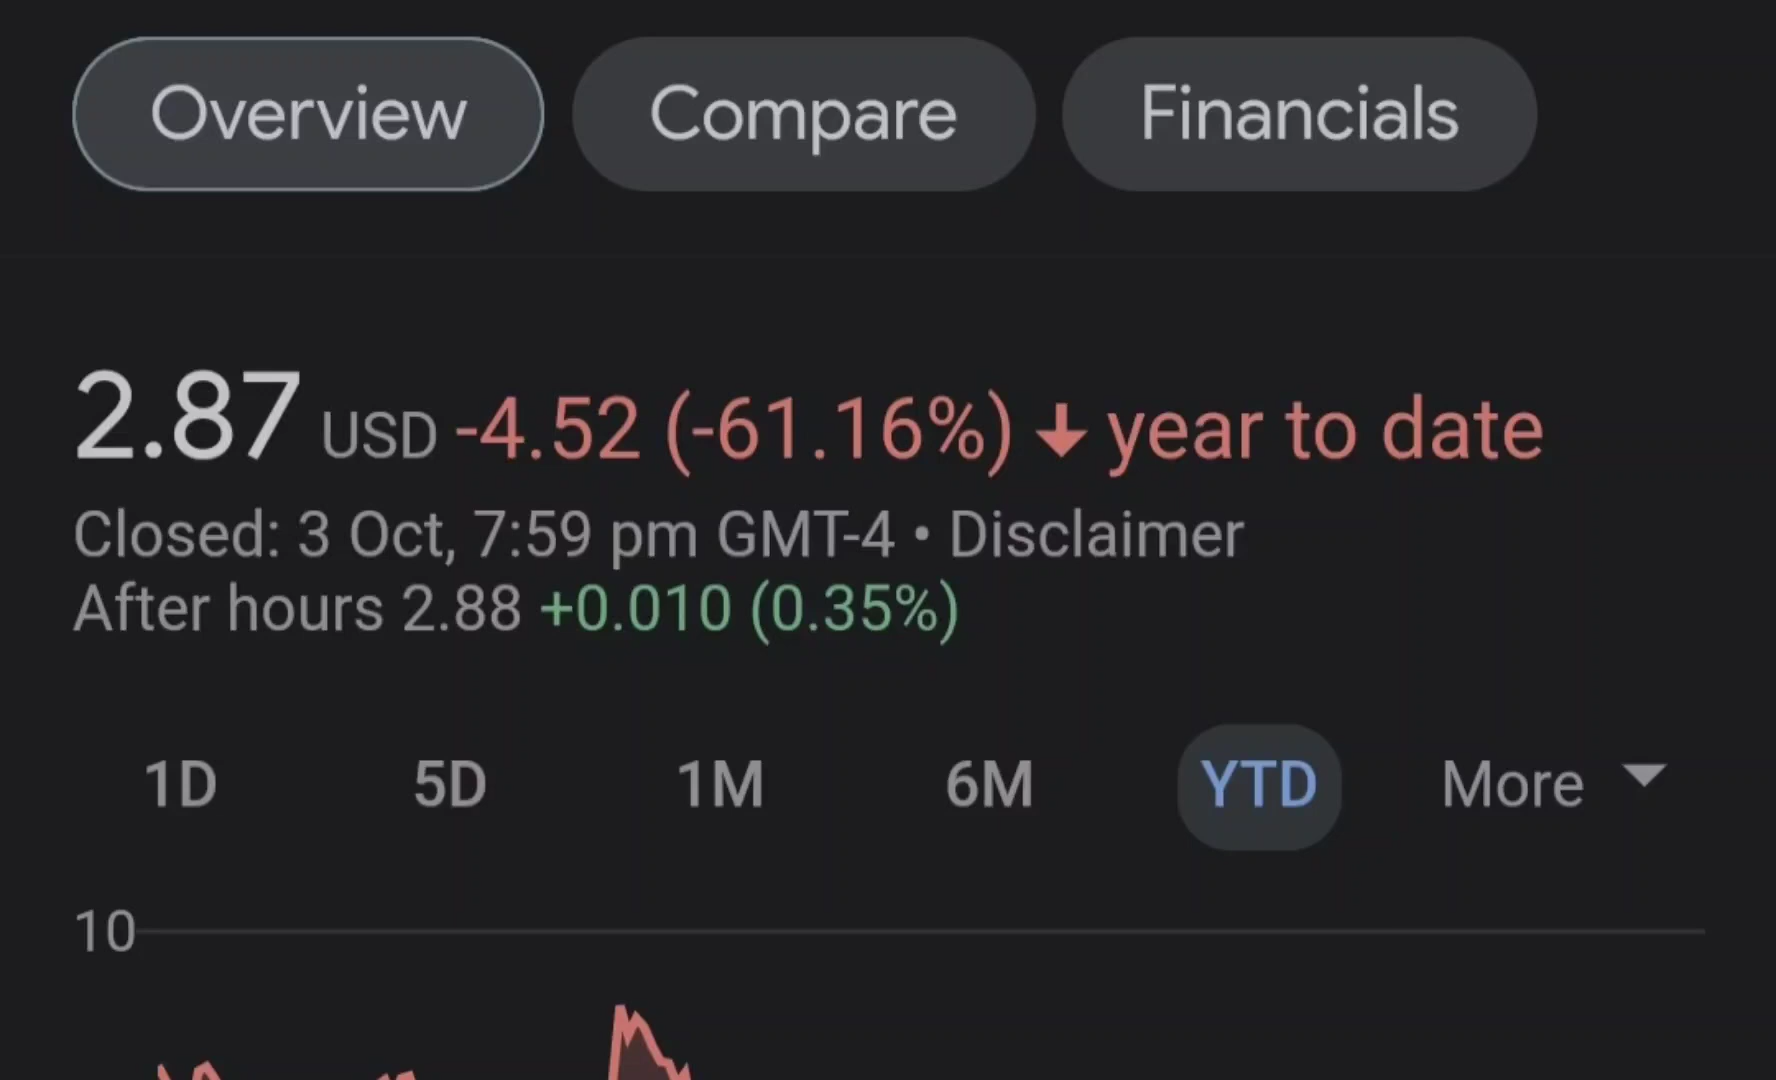 Overview Compare Financials
2.87 USD -4.52 (-61.16%) ↓ year to date
Closed: 3 Oct, 7:59 pm GMT-4 • Disclaimer
After hours 2.88 +0.010 (0.35%)
1D 5D 1M 6M YTD More
10